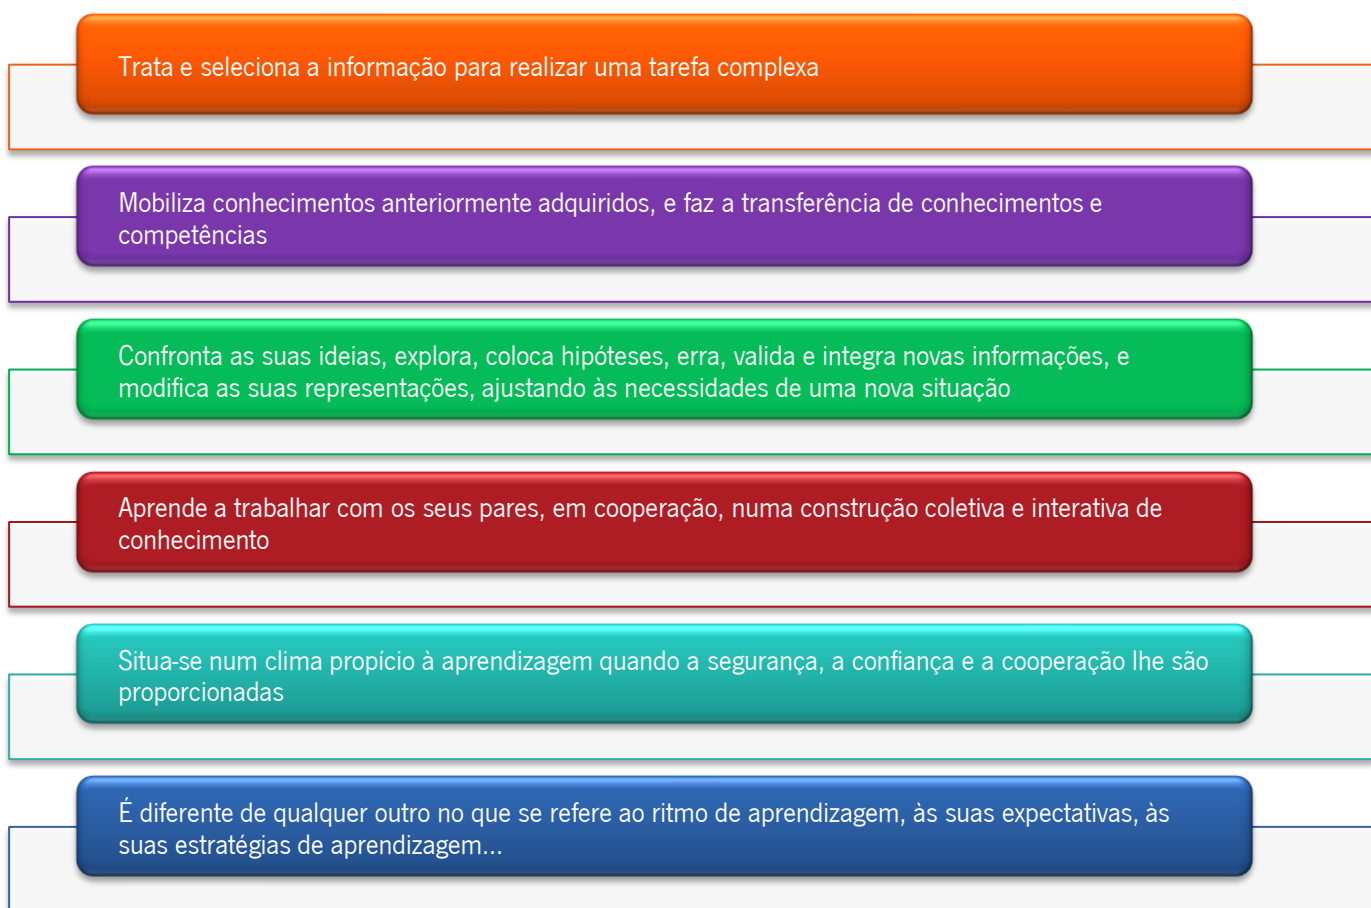 Trata e seleciona a informação para realizar uma tarefa complexa
Mobiliza conhecimentos anteriormente adquiridos, e faz a transferência de conhecimentos e
competências
Confronta as suas ideias, explora, coloca hipóteses, erra, valida e integra novas informações, e
modifica as suas representações, ajustando às necessidades de uma nova situação
Aprende a trabalhar com os seus pares, em cooperação, numa construção coletiva e interativa de
conhecimento
Situa-se num clima propício à aprendizagem quando a segurança, a confiança e a cooperação lhe são
proporcionadas
É diferente de qualquer outro no que se refere ao ritmo de aprendizagem, às suas expectativas, às
suas estratégias de aprendizagem...